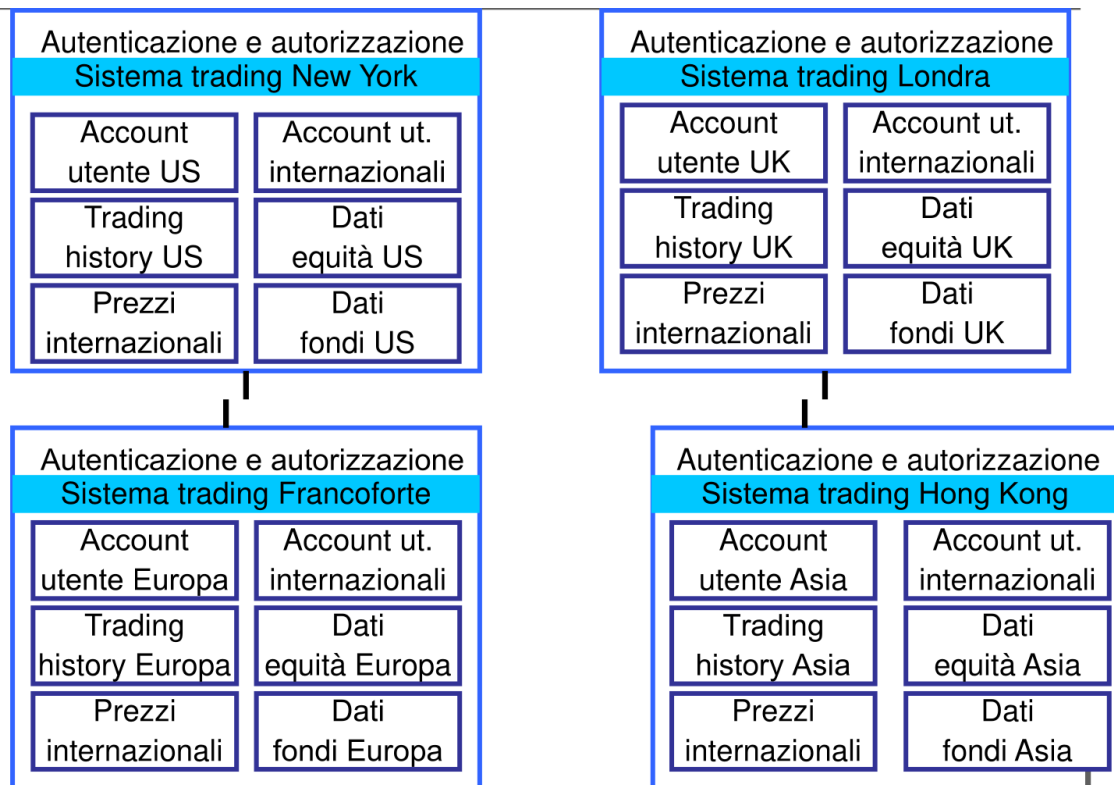 Autenticazione e autorizzazione
Sistema trading New York
Account
utente US
Account ut.
internazionali
Trading
history US
Dati
equità US
Prezzi
internazionali
Dati
fondi US
Autenticazione e autorizzazione
Sistema trading Londra
Account
utente UK
Account ut.
internazionali
Trading
history UK
Dati
equità UK
Prezzi
internazionali
Dati
fondi UK
Autenticazione e autorizzazione
Sistema trading Francoforte
Account
utente Europa
Account ut.
internazionali
Trading
history Europa
Dati
equità Europa
Prezzi
internazionali
Dati
fondi Europa
Autenticazione e autorizzazione
Sistema trading Hong Kong
Account
utente Asia
Account ut.
internazionali
Trading
history Asia
Dati
equità Asia
Prezzi
internazionali
Dati
fondi Asia